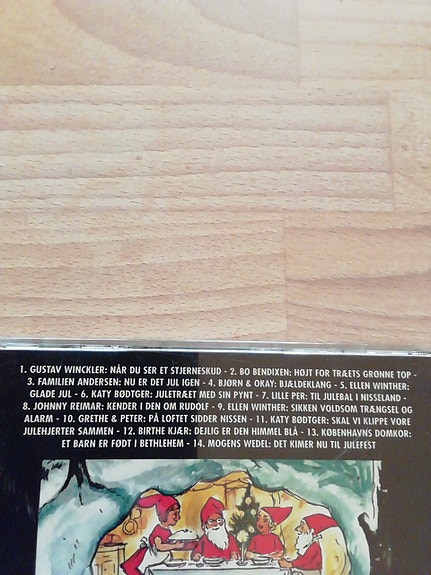 1. GUSTAV WINCKLER: NÅR DU SER ET STJERNESKUD - 2. BO BENDIXEN: HØJT FOR TRÆETS GRØNNE TOP -
3. FAMILIEN ANDERSEN: NU ER DET JUL IGEN - 4. BJØRN & OKAY: BJÆLDEKLANG - 5. ELLEN WINTHER:
GLADE JUL - 6. KATY BØDTGER: JULETRÆET MED SIN PYNT - 7. LILLE PER: TIL JULEBAL I NISSELAND -
8. JOHNNY REIMAR: KENDER I DEN OM RUDOLF - 9. ELLEN WINTHER: SIKKEN VOLDSOM TRÆNGSEL OG
ALARM - 10. GRETHE & PETER: PÅ LOFTET SIDDER NISSEN - 11. KATY BØDTGER: SKAL VI KLIPPE VORE
JULEHJERTER SAMMEN - 12. BIRTHE KJÆR: DEJLIG ER DEN HIMMEL BLÅ - 13. KØBENHAVNS DOMKOR:
ET BARN ER FØDT I BETHLEHEM - 14. MOGENS WEDEL: DET KIMER NU TIL JULEFEST